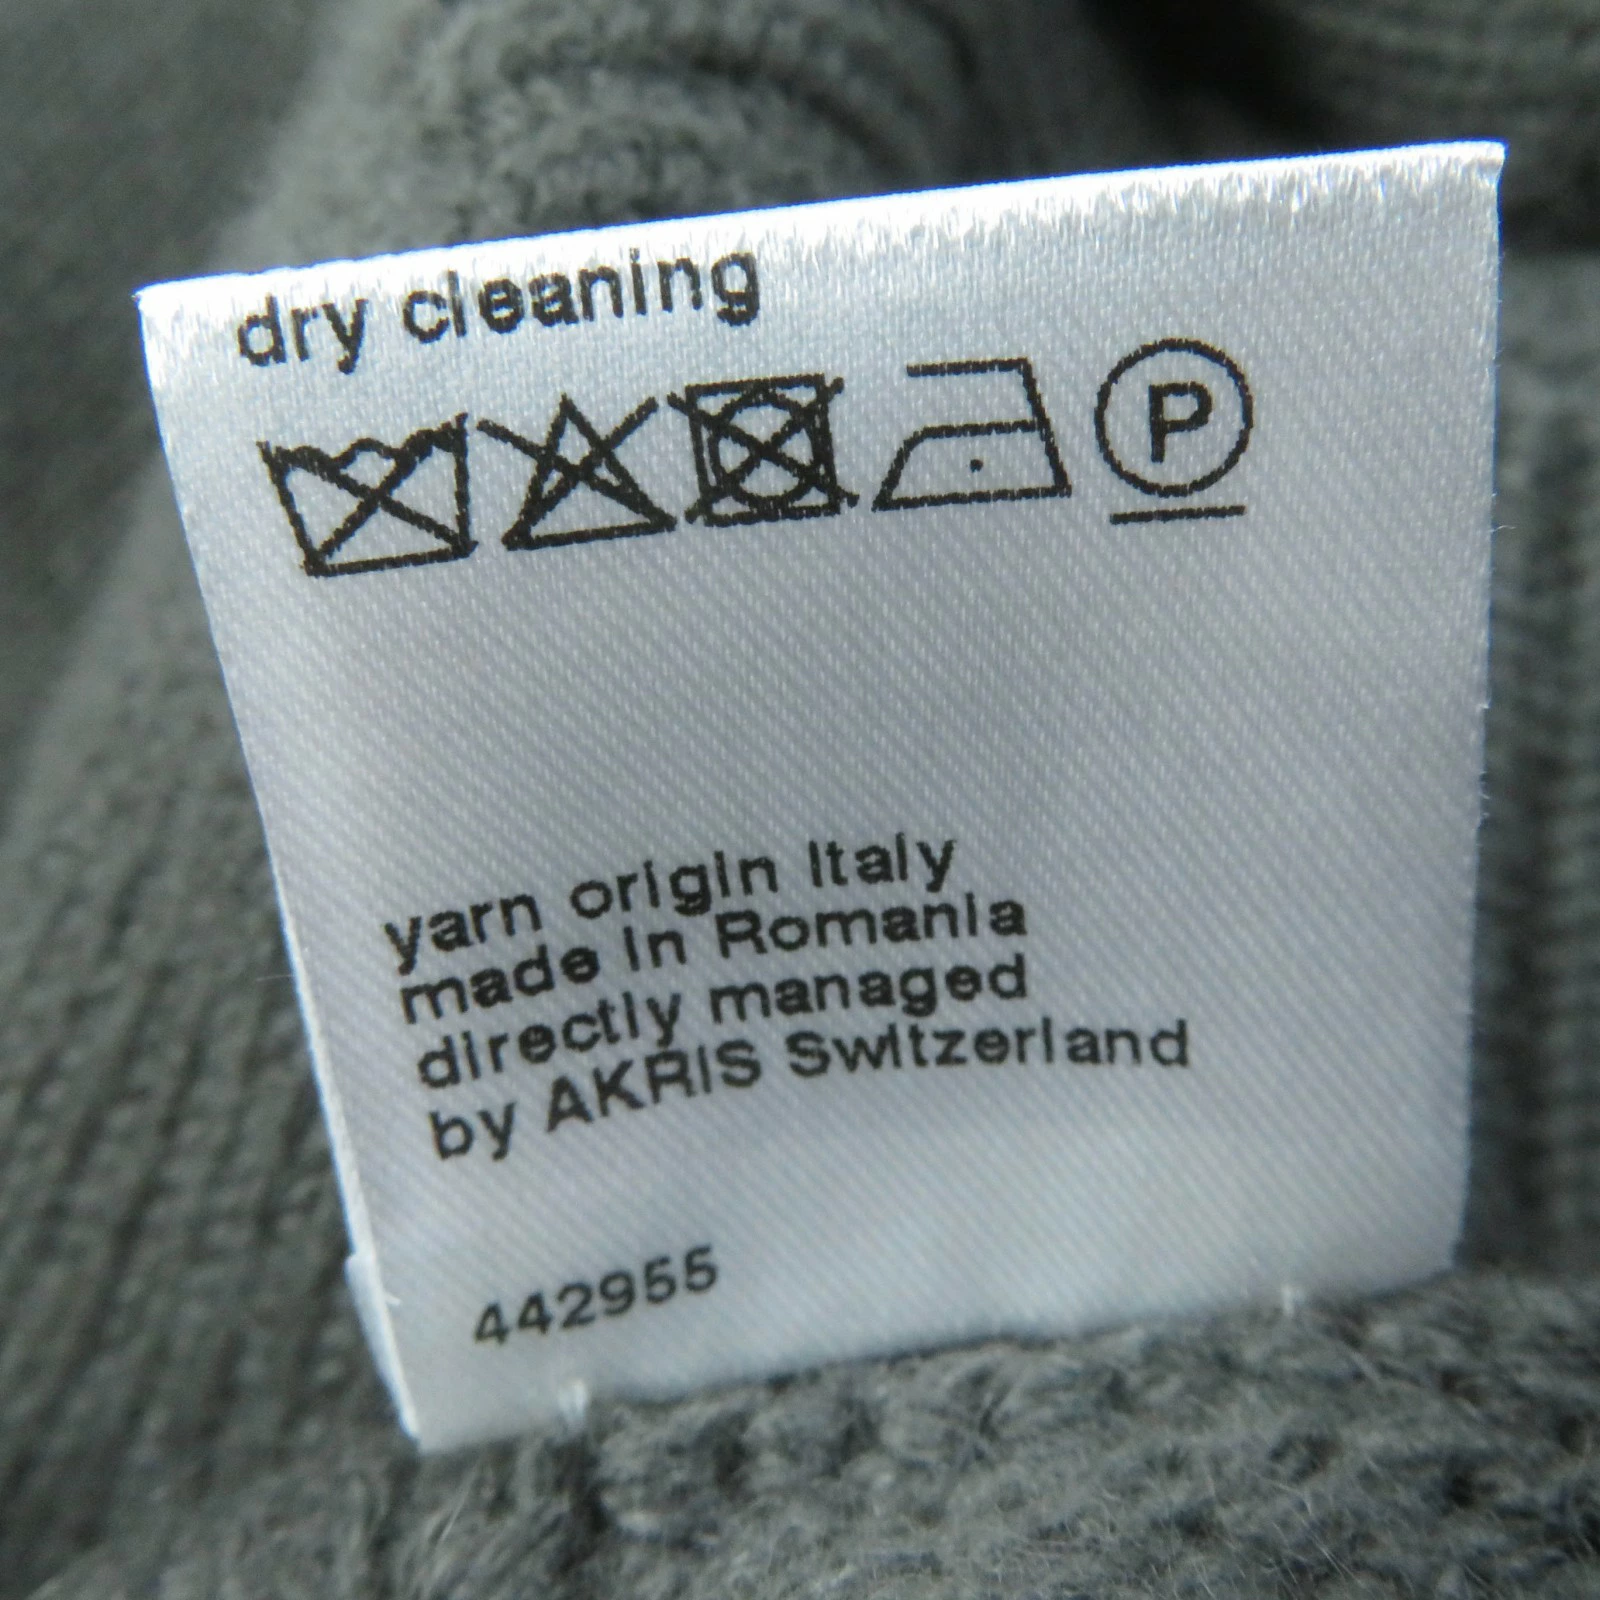 dry cleaning
P
yarn origin Italy
made in Romania
directly managed
by AKRIS Switzerland
442955